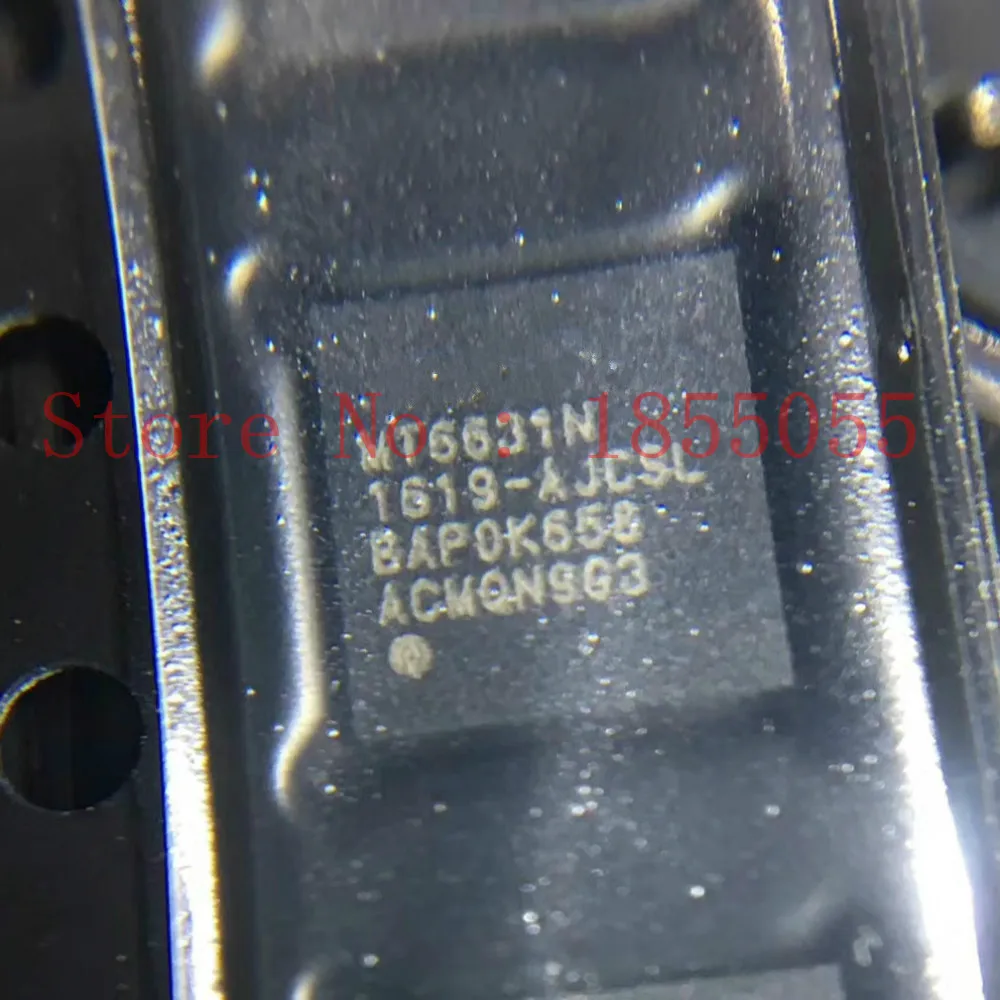 Store No.: 1855055
MT6631N
1619-AJCSL
BAP0K658
ACMQNSG3